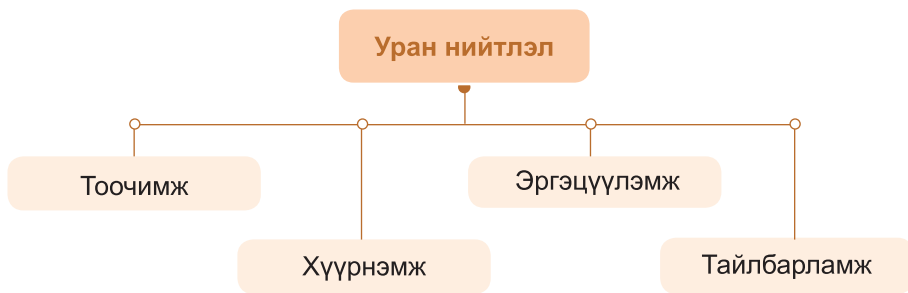 Уран нийтлэл
Тоочимж
Хүүрнэмж
Эргэцүүлэмж
Тайлбарламж